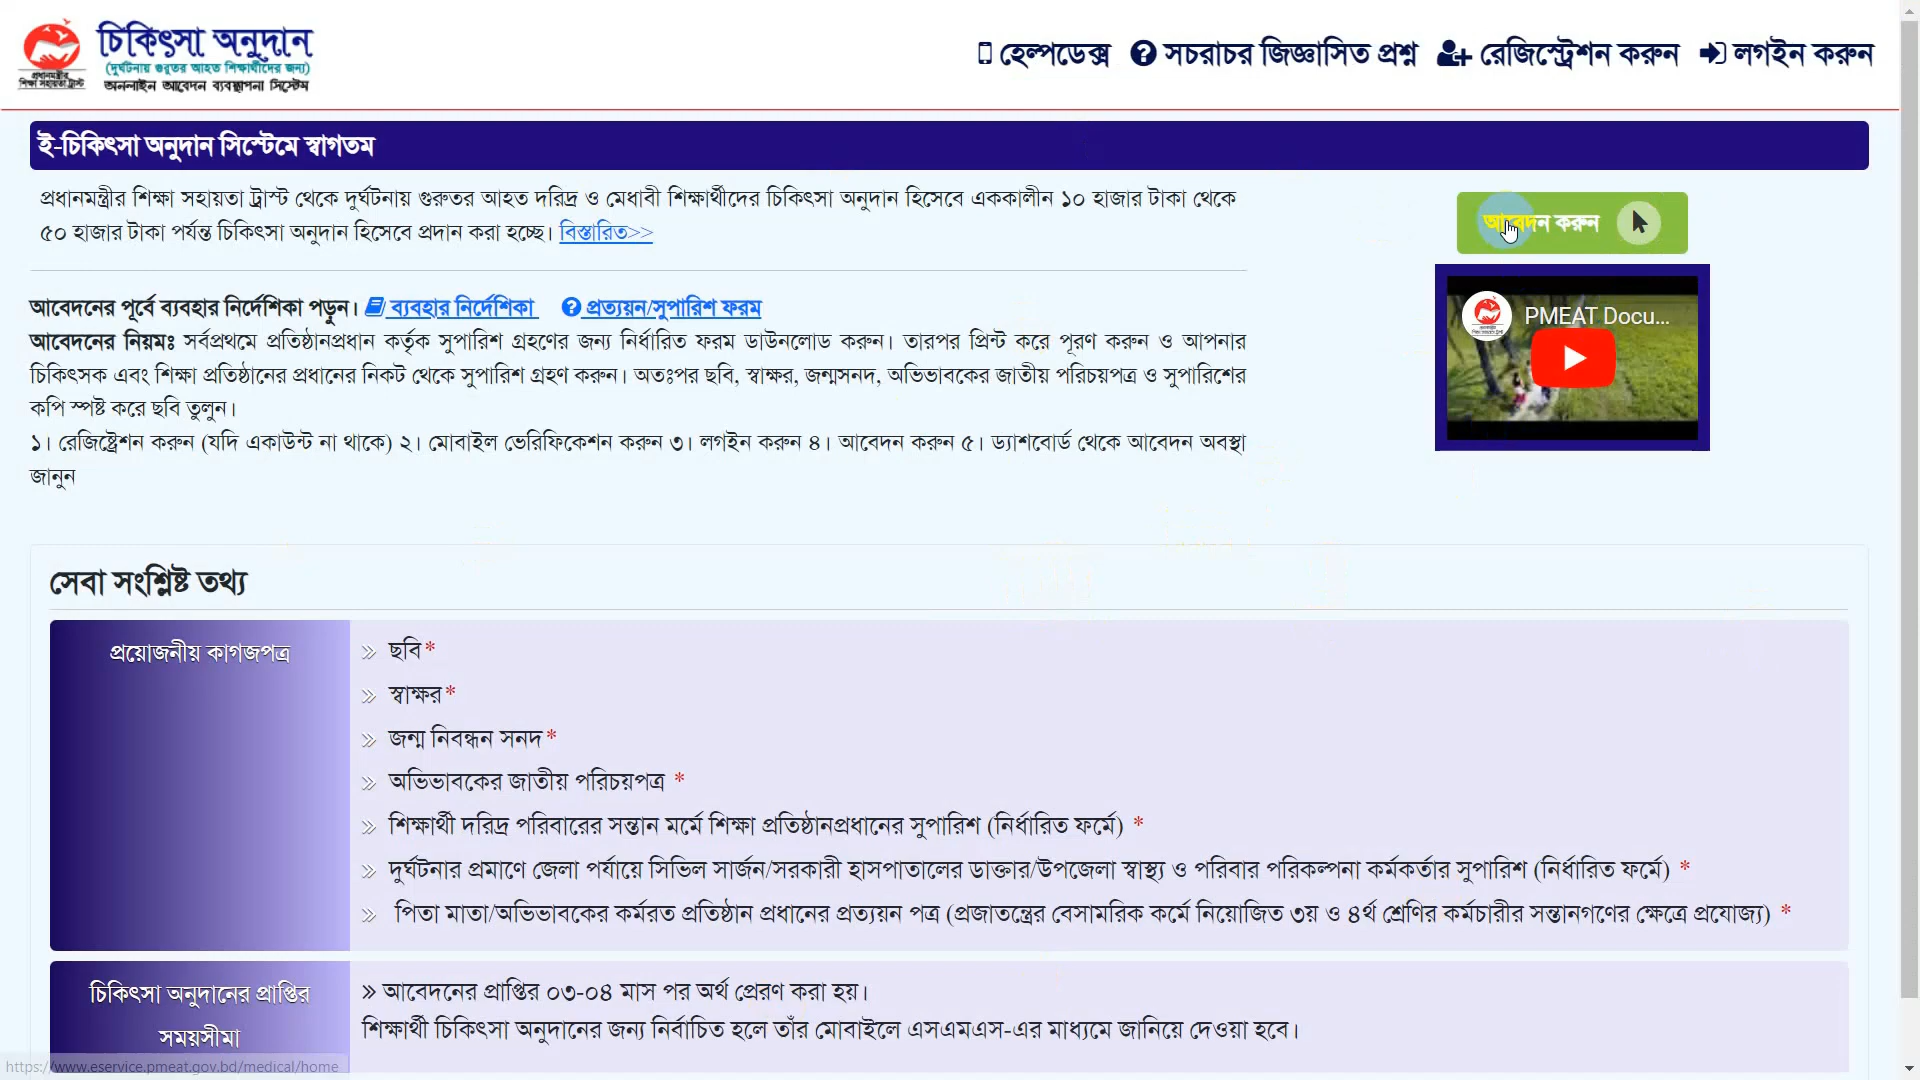 চিকিৎসা অনুদান
(দুর্ঘটনায় গুরুতর আহত শিক্ষার্থীদের জন্য)
অনলাইন আবেদন ব্যবস্থাপনা সিস্টেম
প্রধানমন্ত্রীর
শিক্ষা সহায়তা ট্রাস্ট
হেল্পডেক্স সচরাচর জিজ্ঞাসিত প্রশ্ন রেজিস্ট্রেশন করুন লগইন করুন
ই-চিকিৎসা অনুদান সিস্টেমে স্বাগতম
প্রধানমন্ত্রীর শিক্ষা সহায়তা ট্রাস্ট থেকে দুর্ঘটনায় গুরুতর আহত দরিদ্র ও মেধাবী শিক্ষার্থীদের চিকিৎসা অনুদান হিসেবে এককালীন ১০ হাজার টাকা থেকে
৫০ হাজার টাকা পর্যন্ত চিকিৎসা অনুদান হিসেবে প্রদান করা হচ্ছে। বিস্তারিত>>
আবেদন করুন
PMEAT Docu...
আবেদনের পূর্বে ব্যবহার নির্দেশিকা পড়ুন। ব্যবহার নির্দেশিকা প্রত্যয়ন/সুপারিশ ফরম
আবেদনের নিয়মঃ সর্বপ্রথমে প্রতিষ্ঠানপ্রধান কর্তৃক সুপারিশ গ্রহণের জন্য নির্ধারিত ফরম ডাউনলোড করুন। তারপর প্রিন্ট করে পূরণ করুন ও আপনার
চিকিৎসক এবং শিক্ষা প্রতিষ্ঠানের প্রধানের নিকট থেকে সুপারিশ গ্রহণ করুন। অতঃপর ছবি, স্বাক্ষর, জন্মসনদ, অভিভাবকের জাতীয় পরিচয়পত্র ও সুপারিশের
কপি স্পষ্ট করে ছবি তুলুন।
১। রেজিষ্ট্রেশন করুন (যদি একাউন্ট না থাকে) ২। মোবাইল ভেরিফিকেশন করুন ৩। লগইন করুন ৪। আবেদন করুন ৫। ড্যাশবোর্ড থেকে আবেদন অবস্থা
জানুন
সেবা সংশ্লিষ্ট তথ্য
প্রয়োজনীয় কাগজপত্র
» ছবি*
» স্বাক্ষর*
» জন্ম নিবন্ধন সনদ*
» অভিভাবকের জাতীয় পরিচয়পত্র *
» শিক্ষার্থী দরিদ্র পরিবারের সন্তান মর্মে শিক্ষা প্রতিষ্ঠানপ্রধানের সুপারিশ (নির্ধারিত ফর্মে) *
» দুর্ঘটনার প্রমাণে জেলা পর্যায়ে সিভিল সার্জন/সরকারী হাসপাতালের ডাক্তার/উপজেলা স্বাস্থ্য ও পরিবার পরিকল্পনা কর্মকর্তার সুপারিশ (নির্ধারিত ফর্মে) *
» পিতা মাতা/অভিভাবকের কর্মরত প্রতিষ্ঠান প্রধানের প্রত্যয়ন পত্র (প্রজাতন্ত্রের বেসামরিক কর্মে নিয়োজিত ৩য় ও ৪র্থ শ্রেণির কর্মচারীর সন্তানগণের ক্ষেত্রে প্রযোজ্য) *
চিকিৎসা অনুদানের প্রাপ্তির
সময়সীমা
» আবেদনের প্রাপ্তির ০৩-০৪ মাস পর অর্থ প্রেরণ করা হয়।
শিক্ষার্থী চিকিৎসা অনুদানের জন্য নির্বাচিত হলে তাঁর মোবাইলে এসএমএস-এর মাধ্যমে জানিয়ে দেওয়া হবে।
https://www.eservice.pmeat.gov.bd/medical/home